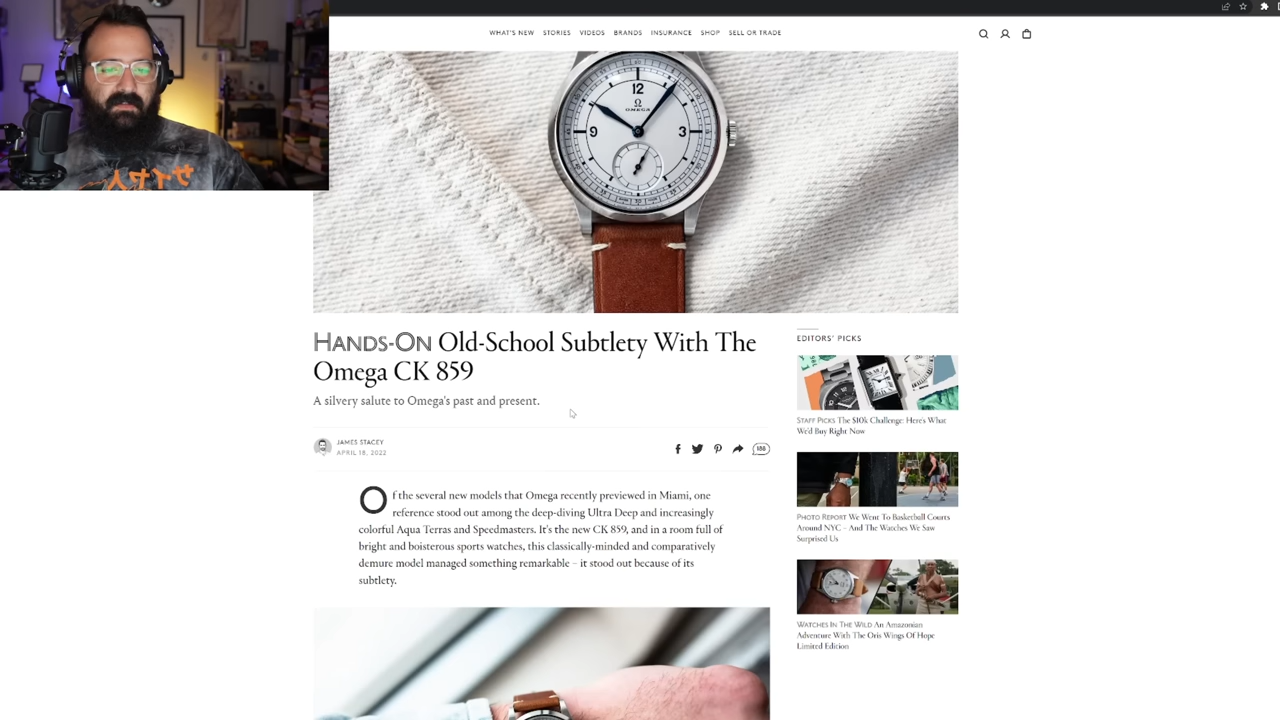 WHAT'S NEW STORIES VIDEOS BRANDS INSURANCE SHOP SELL OR TRADE
12
OMEGA
9 3
HANDS-ON Old-School Subtlety With The
Omega CK 859
A silvery salute to Omega's past and present.
JAMES STACEY
APRIL 18, 2022
Of the several new models that Omega recently previewed in Miami, one
reference stood out among the deep-diving Ultra Deep and increasingly
colorful Aqua Terras and Speedmasters. It's the new CK 859, and in a room full of
bright and boisterous sports watches, this classically-minded and comparatively
demure model managed something remarkable – it stood out because of its
subtlety.
EDITORS' PICKS
STAFF PICKS The $10k Challenge: Here's What
We'd Buy Right Now
PHOTO REPORT We Went To Basketball Courts
Around NYC – And The Watches We Saw
Surprised Us
WATCHES IN THE WILD An Amazonian
Adventure With The Oris Wings Of Hope
Limited Edition